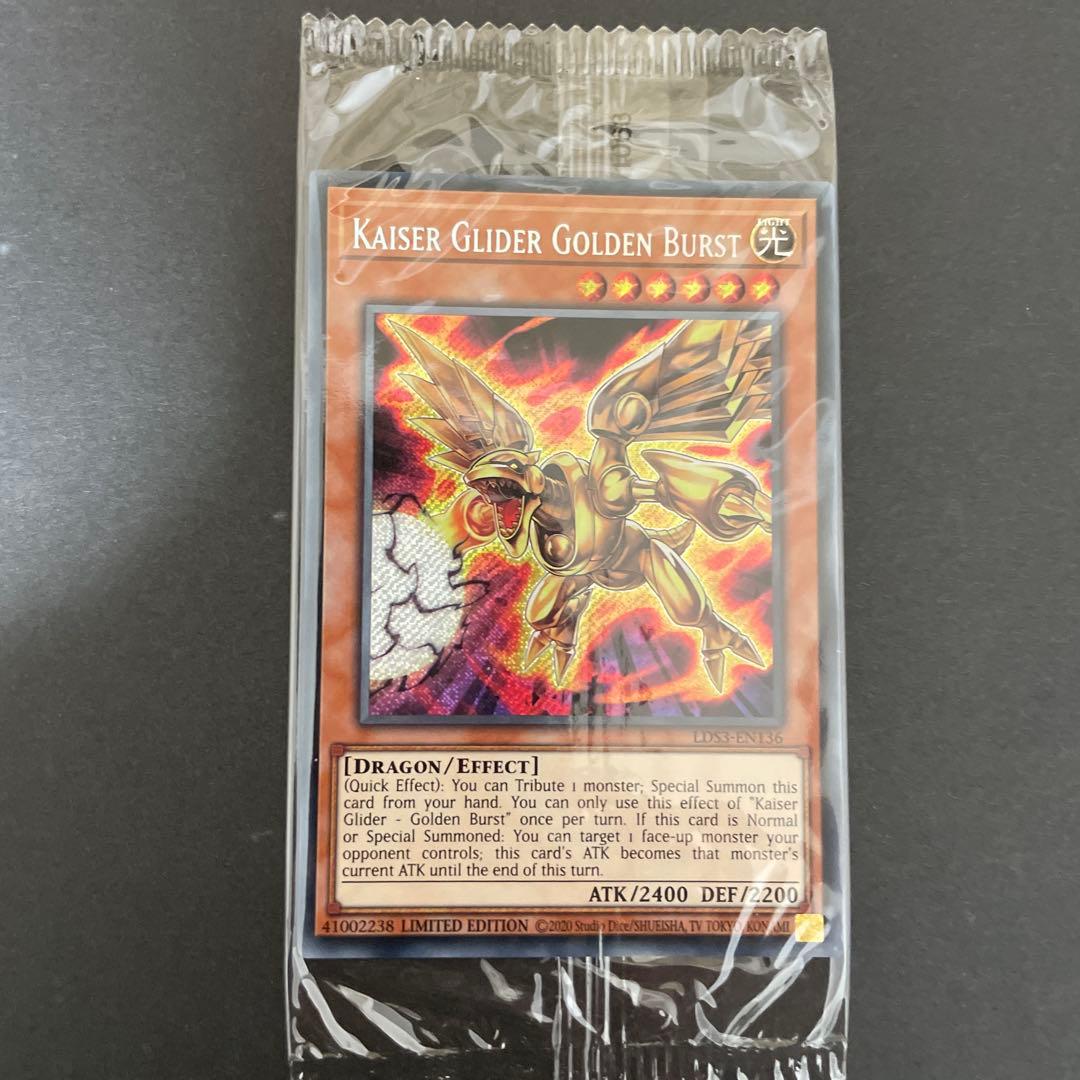 KAISER GLIDER GOLDEN BURST
LIGHT
光
LDS3-EN136
[DRAGON/EFFECT]
(Quick Effect): You can Tribute 1 monster; Special Summon this
card from your hand. You can only use this effect of "Kaiser
Glider - Golden Burst" once per turn. If this card is Normal
or Special Summoned: You can target 1 face-up monster your
opponent controls; this card's ATK becomes that monster's
current ATK until the end of this turn.
ATK/2400 DEF/2200
41002238 LIMITED EDITION ©2020 Studio Dice/SHUEISHA, TV TOKYO, KONAMI